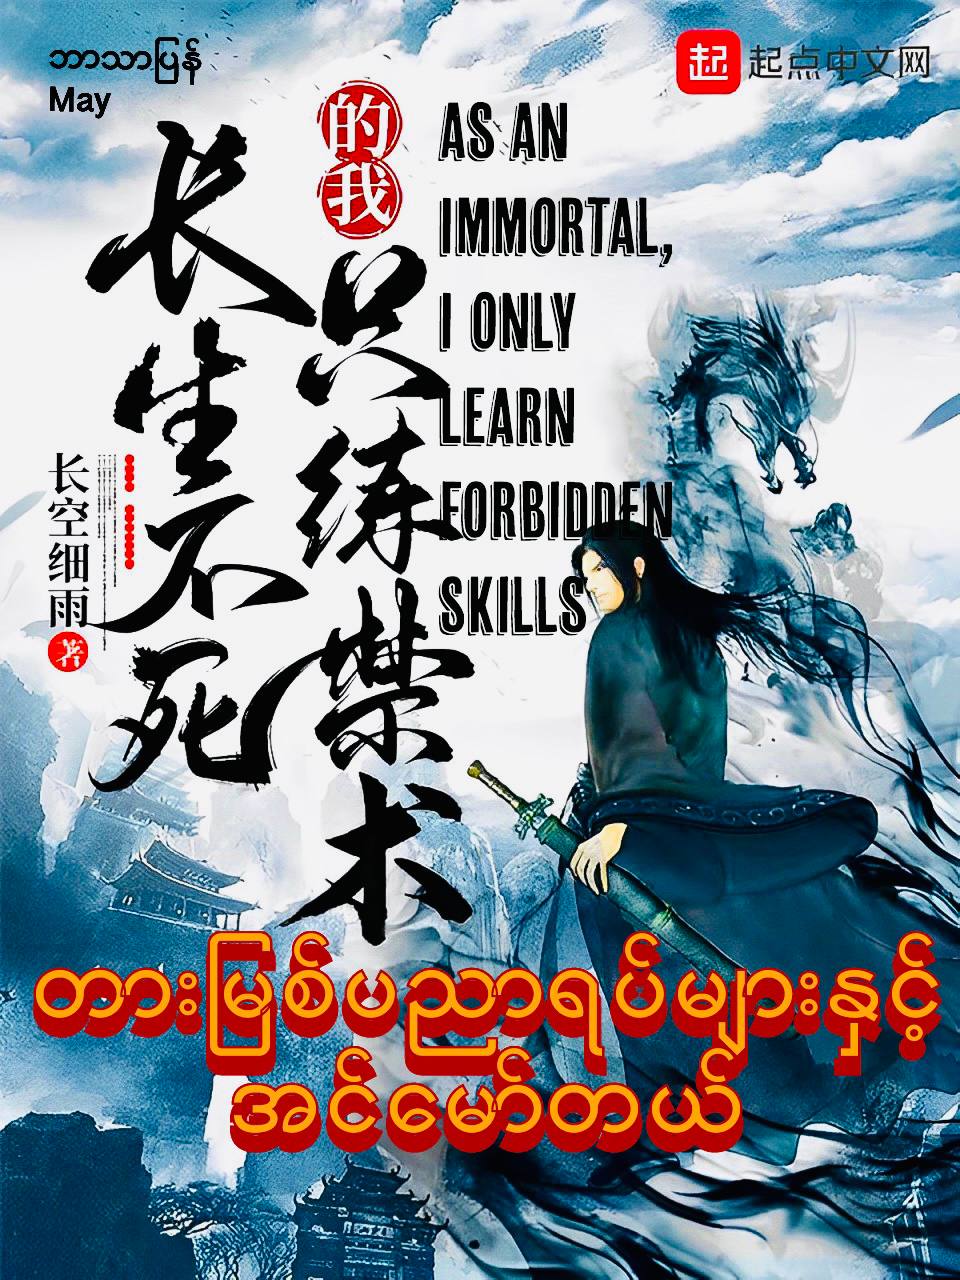 ဘာသာပြန်
May
起 起点中文网
长生不死
的我
只练禁术
长空细雨
著
AS AN
IMMORTAL,
I ONLY
LEARN
FORBIDDEN
SKILLS
တားမြစ်ပညာရပ်များနှင့်
အင်မော်တယ်